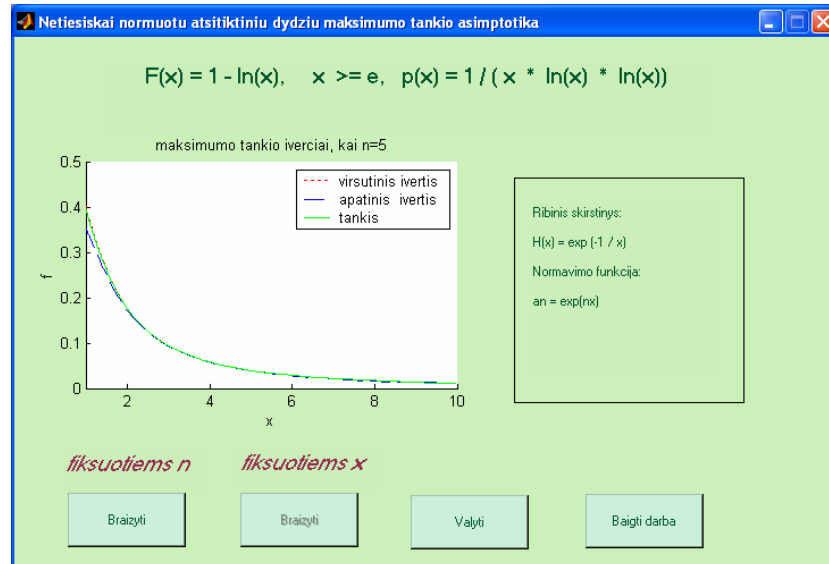 Netiesiskai normuotu atsitiktiniu dydziu maksimumo tankio asimptotika
F(x) = 1 - ln(x), x >= e, p(x) = 1 / ( x * ln(x) * ln(x))
maksimumo tankio iverciai, kai n=5
0.5
0.4
0.3
0.2
0.1
0
f
2
4
6
8
10
x
virsutinis ivertis
apatinis ivertis
tankis
Ribinis skirstinys:
H(x) = exp (-1 / x)
Normavimo funkcija:
an = exp(nx)
fiksuotiems n
fiksuotiems x
Braizyti
Braizyti
Valyti
Baigti darba